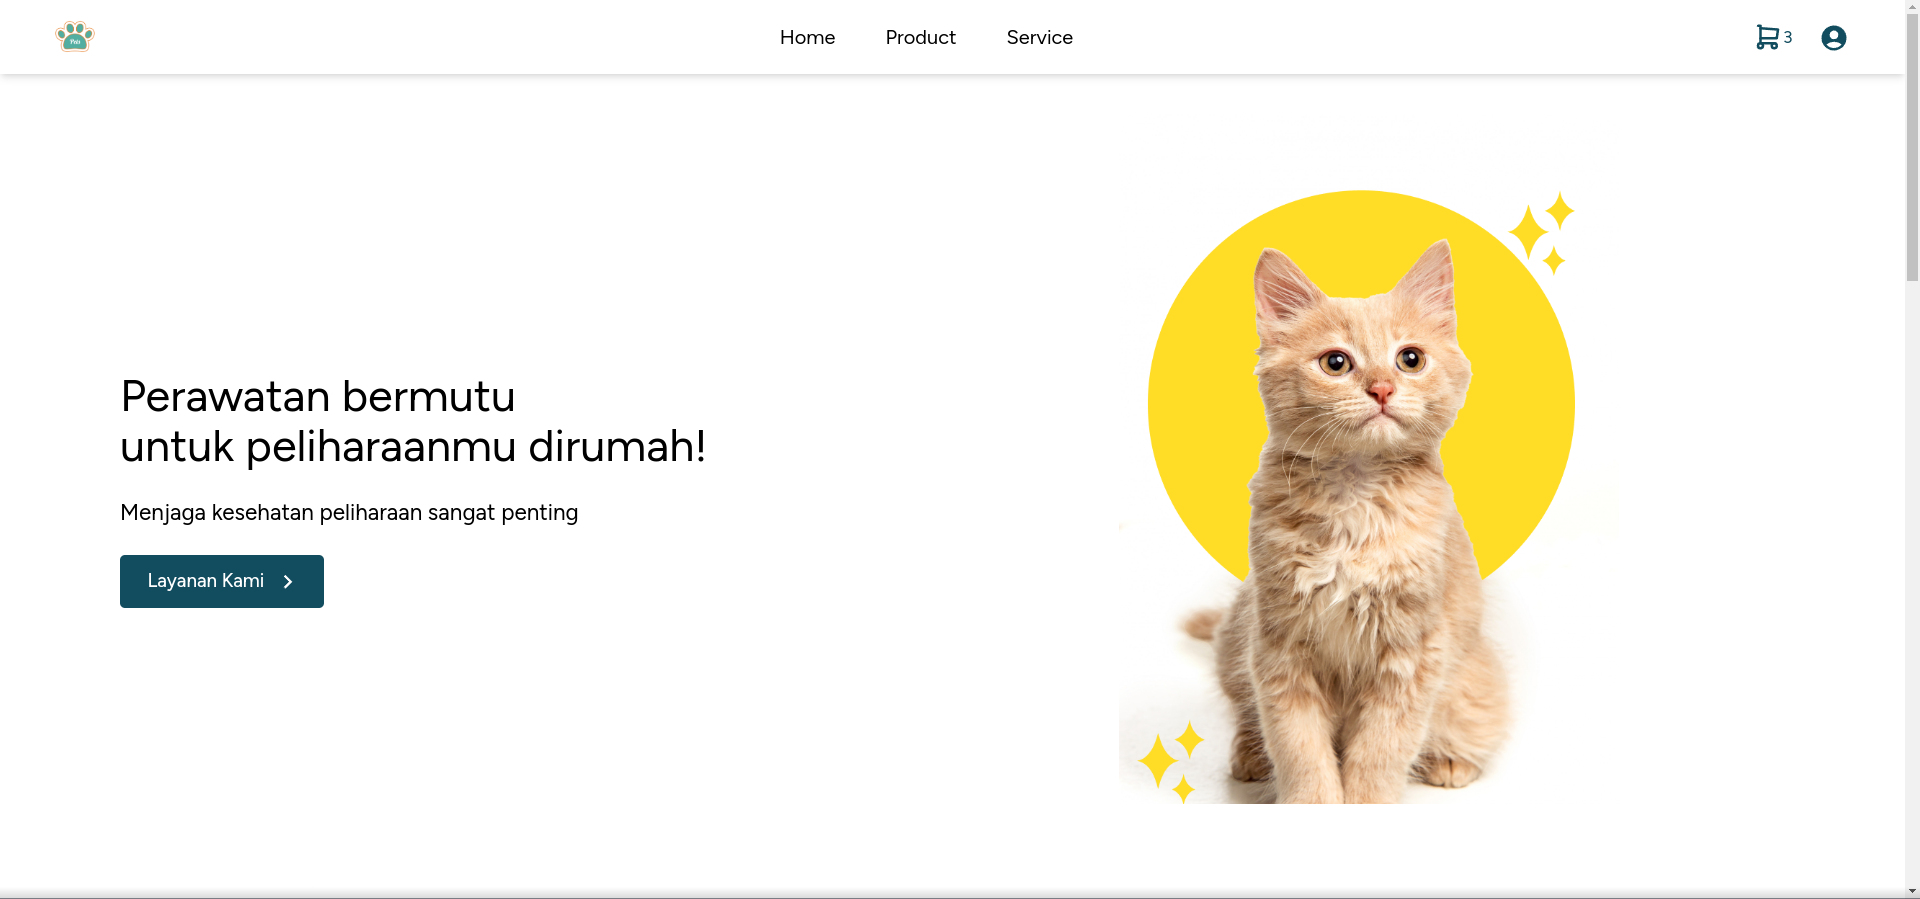 Pets
Home
Product
Service
3
Perawatan bermutu
untuk peliharaanmu dirumah!
Menjaga kesehatan peliharaan sangat penting
Layanan Kami